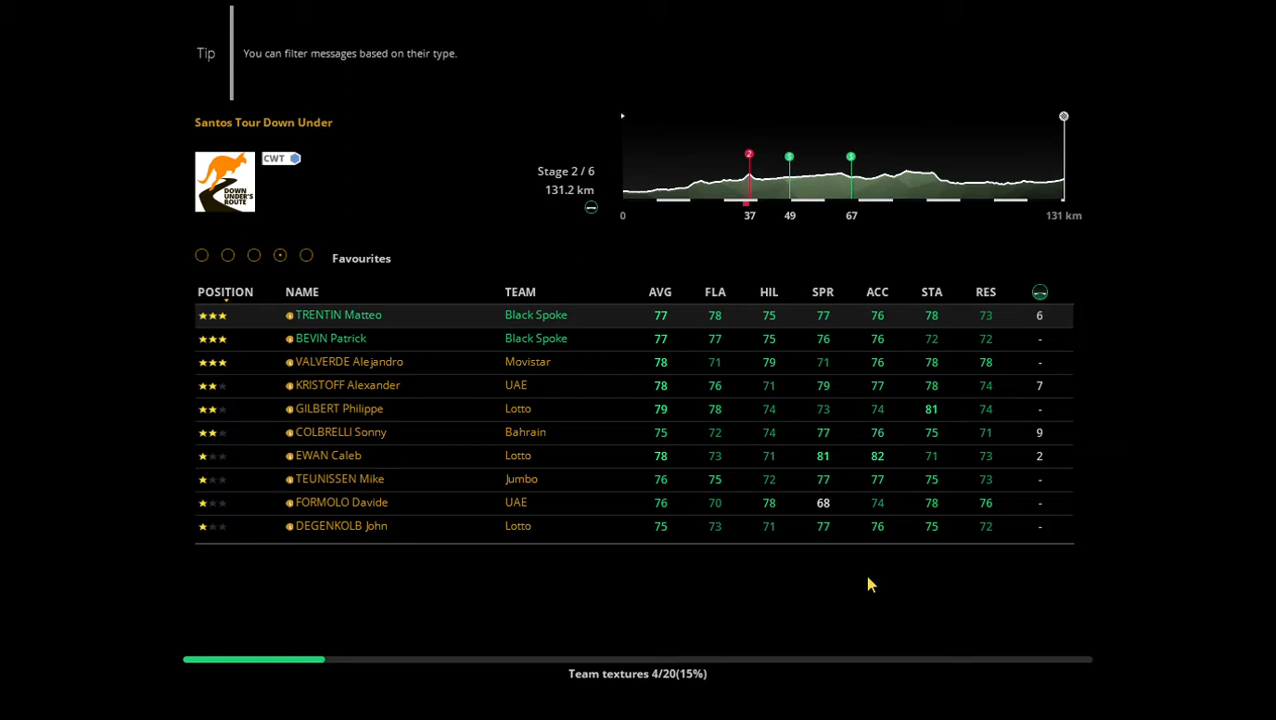 Tip You can filter messages based on their type.
Santos Tour Down Under
DOWN UNDER'S ROUTE
CWT
Stage 2 / 6
131.2 km
2 S S
0 37 49 67 131 km
Favourites
POSITION NAME TEAM AVG FLA HIL SPR ACC STA RES
TRENTIN Matteo Black Spoke 77 78 75 77 76 78 73 6
BEVIN Patrick Black Spoke 77 77 75 76 76 72 72 -
VALVERDE Alejandro Movistar 78 71 79 71 76 78 78 -
KRISTOFF Alexander UAE 78 76 71 79 77 78 74 7
GILBERT Philippe Lotto 79 78 74 73 74 81 74 -
COLBRELLI Sonny Bahrain 75 72 74 77 76 75 71 9
EWAN Caleb Lotto 78 73 71 81 82 71 73 2
TEUNISSEN Mike Jumbo 76 75 72 77 77 75 73 -
FORMOLO Davide UAE 76 70 78 68 74 78 76 -
DEGENKOLB John Lotto 75 73 71 77 76 75 72 -
Team textures 4/20(15%)